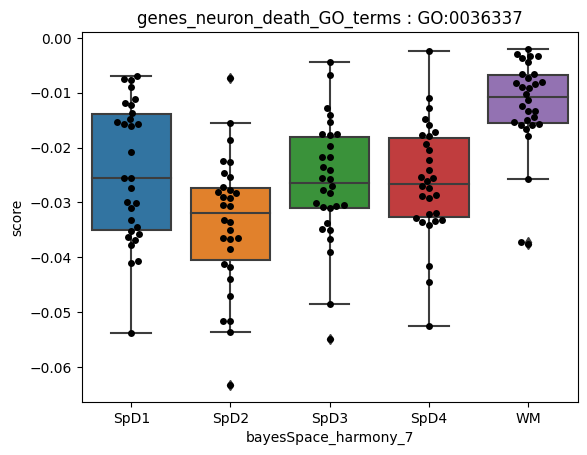 genes_neuron_death_GO_terms : GO:0036337
0.00
−0.01
−0.02
−0.03
−0.04
−0.05
−0.06
score
SpD1 SpD2 SpD3 SpD4 WM
bayesSpace_harmony_7